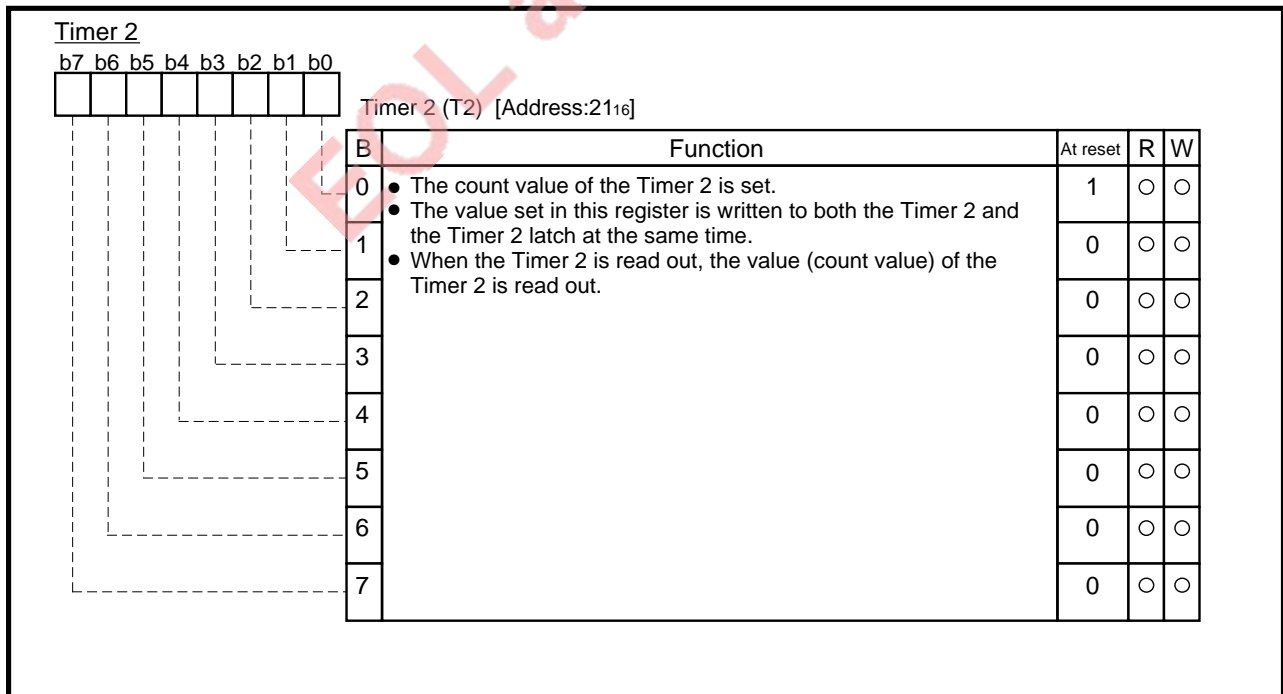 Timer 2
b7 b6 b5 b4 b3 b2 b1 b0
Timer 2 (T2) [Address:2116]
B Function At reset R W
0 ● The count value of the Timer 2 is set. 1 ○ ○
● The value set in this register is written to both the Timer 2 and
the Timer 2 latch at the same time.
1 0 ○ ○
● When the Timer 2 is read out, the value (count value) of the
Timer 2 is read out.
2 0 ○ ○
3 0 ○ ○
4 0 ○ ○
5 0 ○ ○
6 0 ○ ○
7 0 ○ ○
EOL a